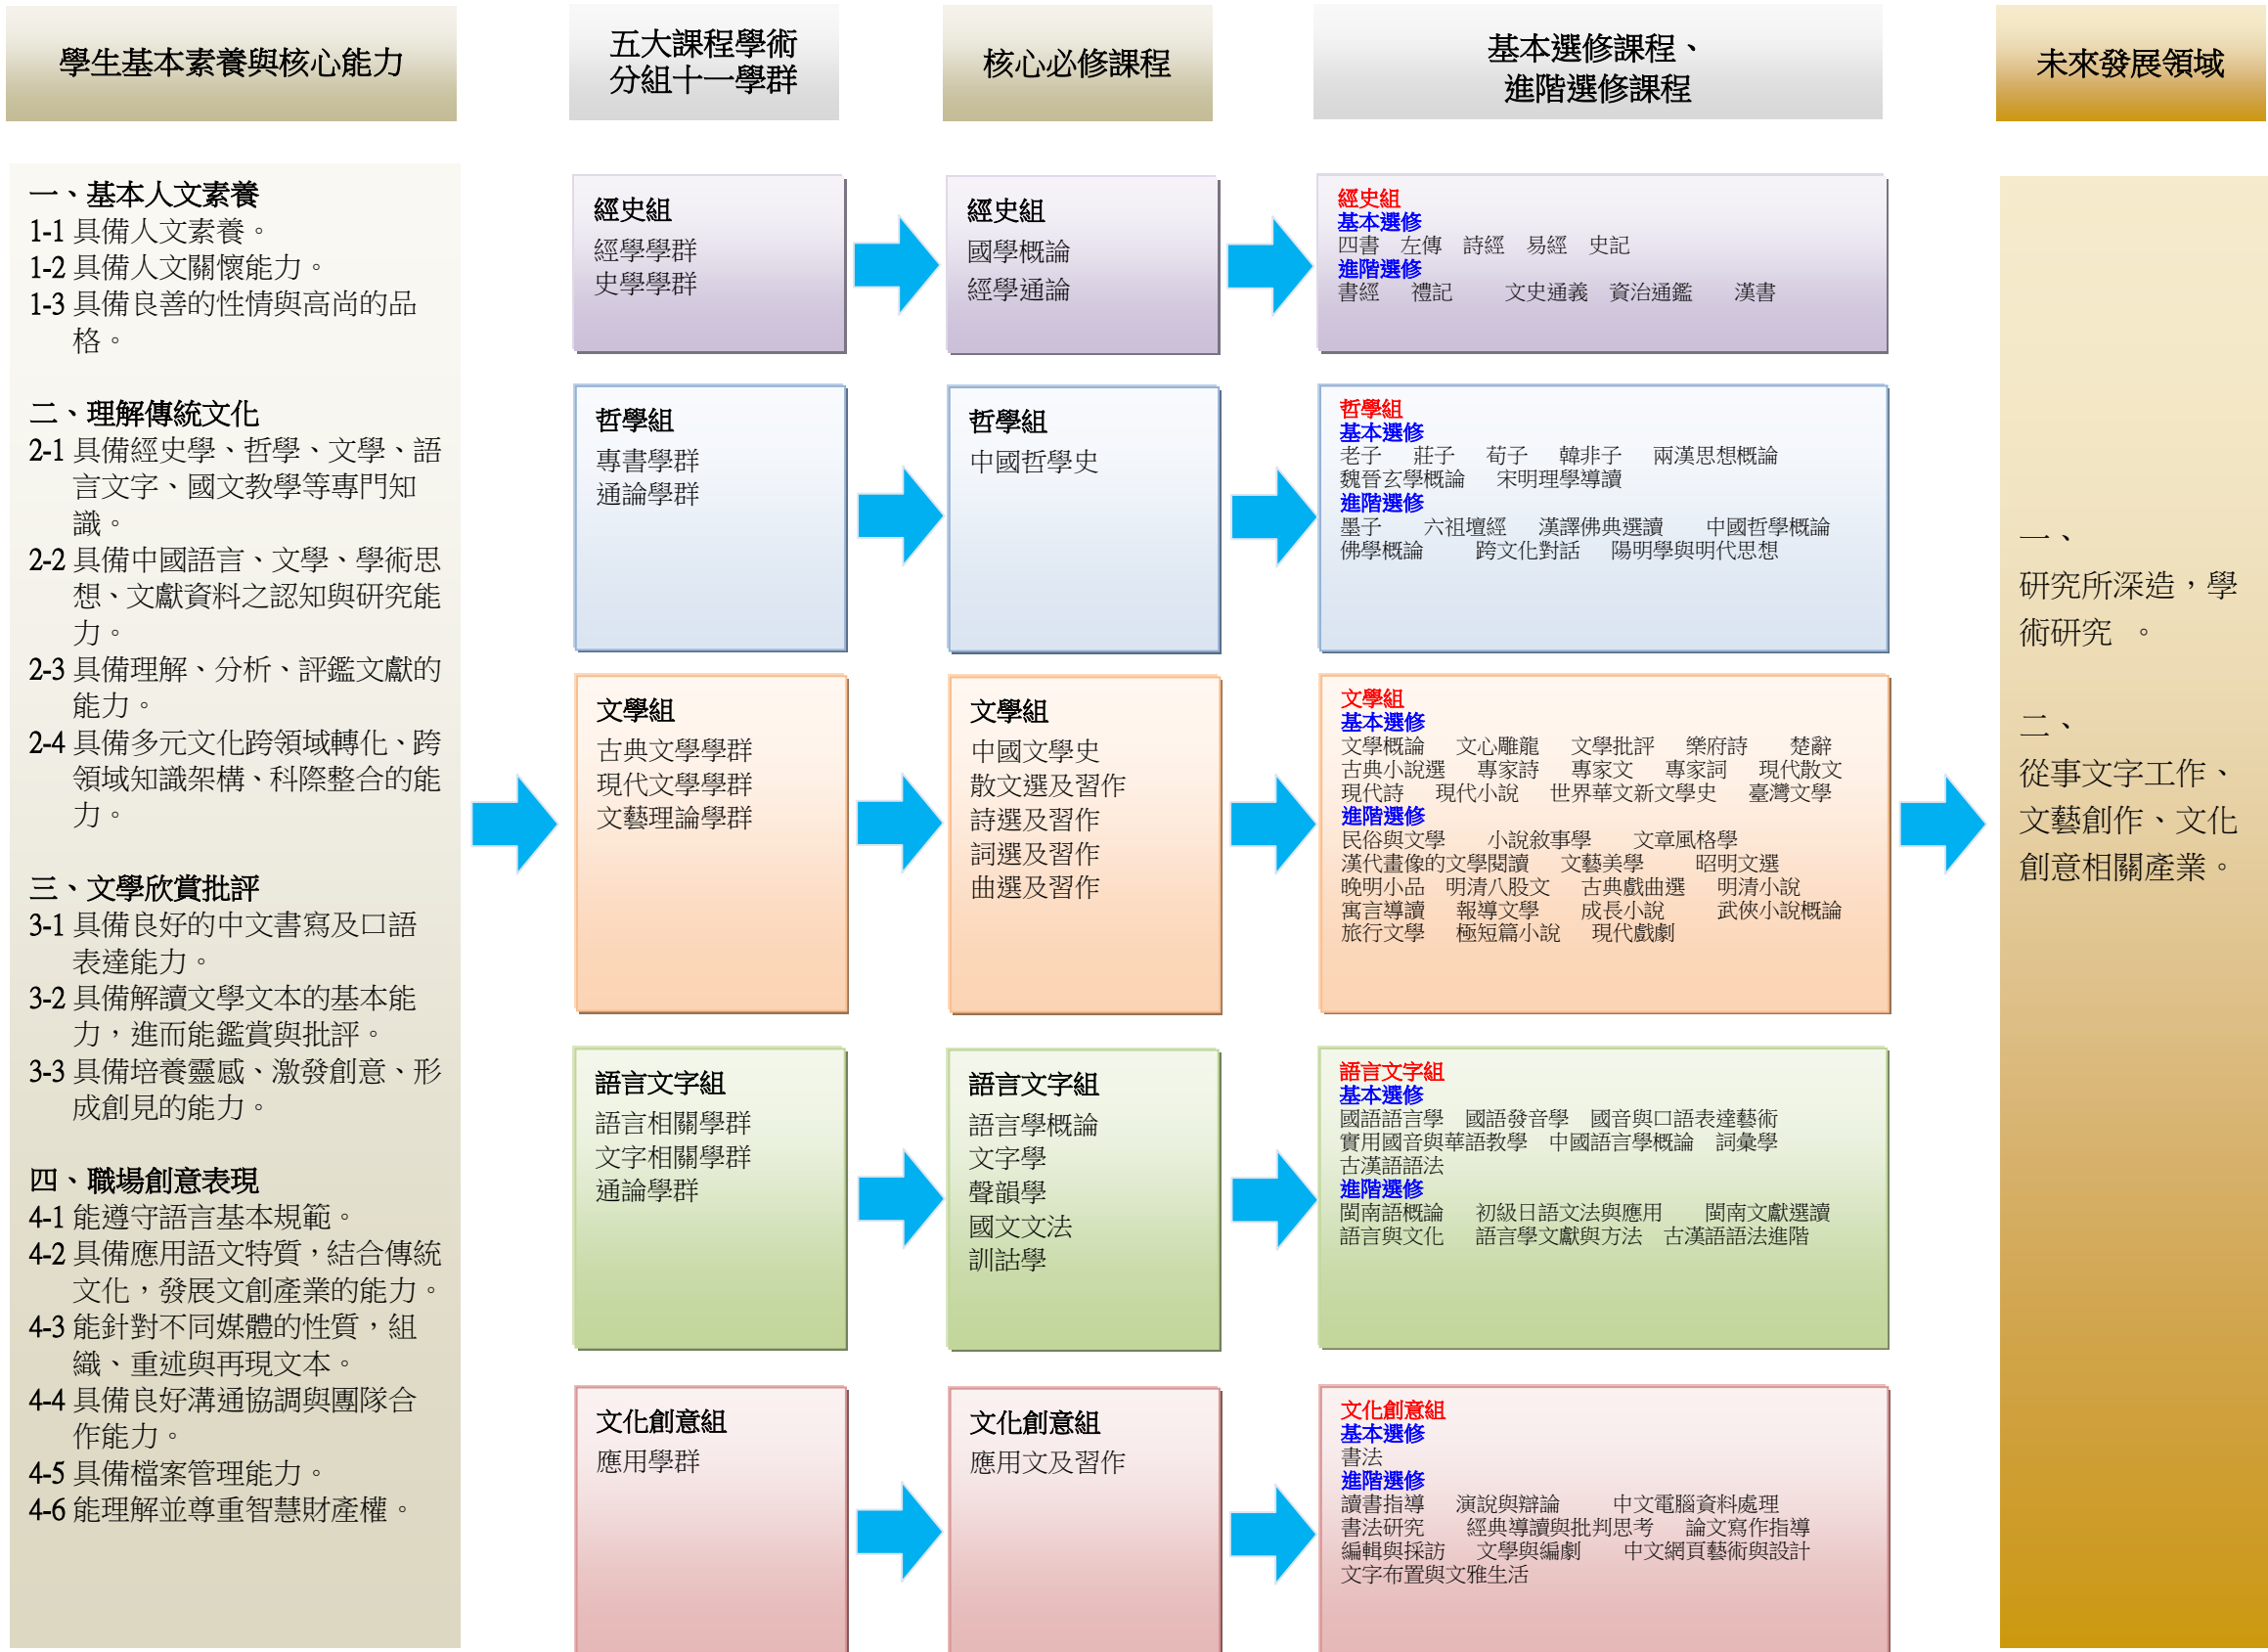 學生基本素養與核心能力
五大課程學術
分組十一學群
核心必修課程
基本選修課程、
進階選修課程
未來發展領域
一、基本人文素養
1-1 具備人文素養。
1-2 具備人文關懷能力。
1-3 具備良善的性情與高尚的品
格。
二、理解傳統文化
2-1 具備經史學、哲學、文學、語
言文字、國文教學等專門知
識。
2-2 具備中國語言、文學、學術思
想、文獻資料之認知與研究能
力。
2-3 具備理解、分析、評鑑文獻的
能力。
2-4 具備多元文化跨領域轉化、跨
領域知識架構、科際整合的能
力。
三、文學欣賞批評
3-1 具備良好的中文書寫及口語
表達能力。
3-2 具備解讀文學文本的基本能
力，進而能鑑賞與批評。
3-3 具備培養靈感、激發創意、形
成創見的能力。
四、職場創意表現
4-1 能遵守語言基本規範。
4-2 具備應用語文特質，結合傳統
文化，發展文創產業的能力。
4-3 能針對不同媒體的性質，組
織、重述與再現文本。
4-4 具備良好溝通協調與團隊合
作能力。
4-5 具備檔案管理能力。
4-6 能理解並尊重智慧財產權。
經史組
經學學群
史學學群
經史組
國學概論
經學通論
經史組
基本選修
四書 左傳 詩經 易經 史記
進階選修
書經 禮記 文史通義 資治通鑑 漢書
哲學組
專書學群
通論學群
哲學組
中國哲學史
哲學組
基本選修
老子 莊子 荀子 韓非子 兩漢思想概論
魏晉玄學概論 宋明理學導讀
進階選修
墨子 六祖壇經 漢譯佛典選讀 中國哲學概論
佛學概論 跨文化對話 陽明學與明代思想
文學組
古典文學學群
現代文學學群
文藝理論學群
文學組
中國文學史
散文選及習作
詩選及習作
詞選及習作
曲選及習作
文學組
基本選修
文學概論 文心雕龍 文學批評 樂府詩 楚辭
古典小說選 專家詩 專家文 專家詞 現代散文
現代詩 現代小說 世界華文新文學史 臺灣文學
進階選修
民俗與文學 小說敘事學 文章風格學
漢代畫像的文學閱讀 文藝美學 昭明文選
晚明小品 明清八股文 古典戲曲選 明清小說
寓言導讀 報導文學 成長小說 武俠小說概論
旅行文學 極短篇小說 現代戲劇
語言文字組
語言相關學群
文字相關學群
通論學群
語言文字組
語言學概論
文字學
聲韻學
國文文法
訓詁學
語言文字組
基本選修
國語語言學 國語發音學 國音與口語表達藝術
實用國音與華語教學 中國語言學概論 詞彙學
古漢語語法
進階選修
閩南語概論 初級日語文法與應用 閩南文獻選讀
語言與文化 語言學文獻與方法 古漢語語法進階
文化創意組
應用學群
文化創意組
應用文及習作
文化創意組
基本選修
書法
進階選修
讀書指導 演說與辯論 中文電腦資料處理
書法研究 經典導讀與批判思考 論文寫作指導
編輯與採訪 文學與編劇 中文網頁藝術與設計
文字布置與文雅生活
一、
研究所深造，學
術研究 。
二、
從事文字工作、
文藝創作、文化
創意相關產業。